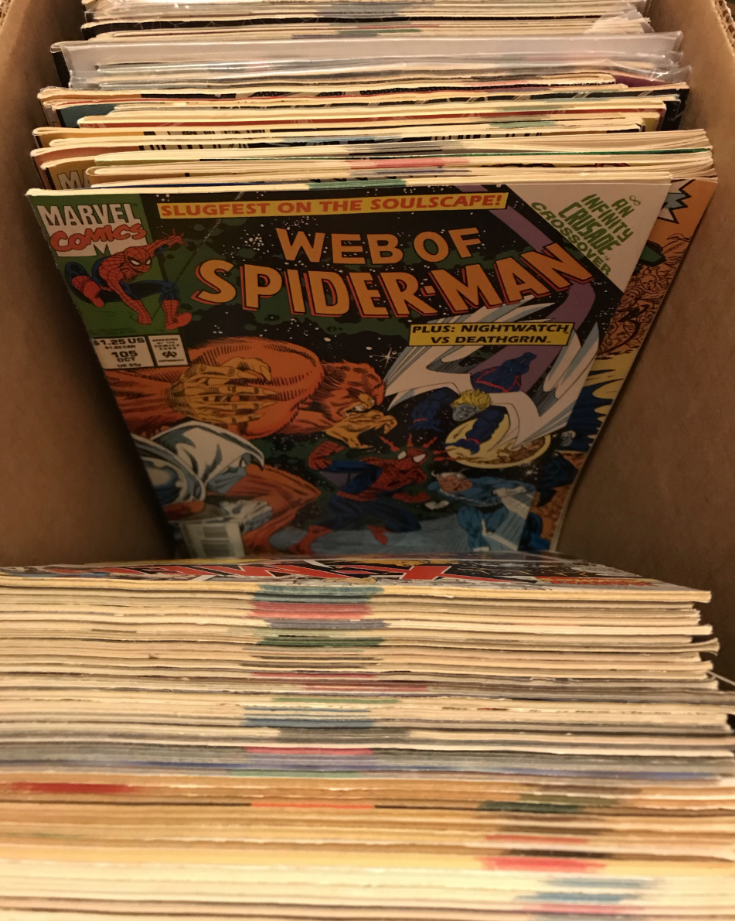 MARVEL
COMICS
SLUGFEST ON THE SOULSCAPE!
AN
INFINITY
CRUSADE
CROSSOVER
WEB OF
SPIDER-MAN
$1.25 US
105
OCT
PLUS: NIGHTWATCH
VS DEATHGRIN.